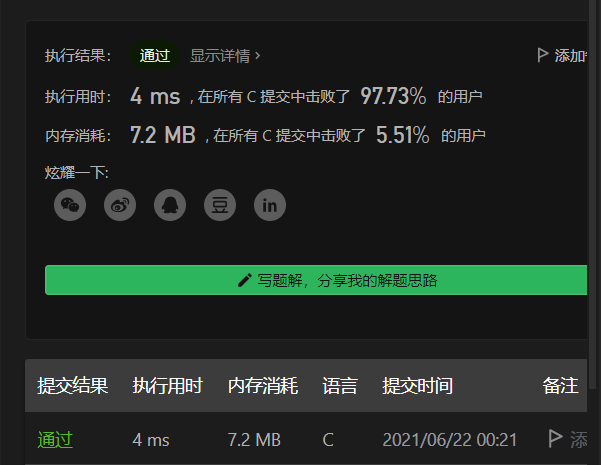 执行结果： 通过 显示详情 › 添加
执行用时： 4 ms , 在所有 C 提交中击败了 97.73% 的用户
内存消耗： 7.2 MB , 在所有 C 提交中击败了 5.51% 的用户
炫耀一下:
豆 in
写题解，分享我的解题思路
提交结果 执行用时 内存消耗 语言 提交时间 备注
通过 4 ms 7.2 MB C 2021/06/22 00:21 添